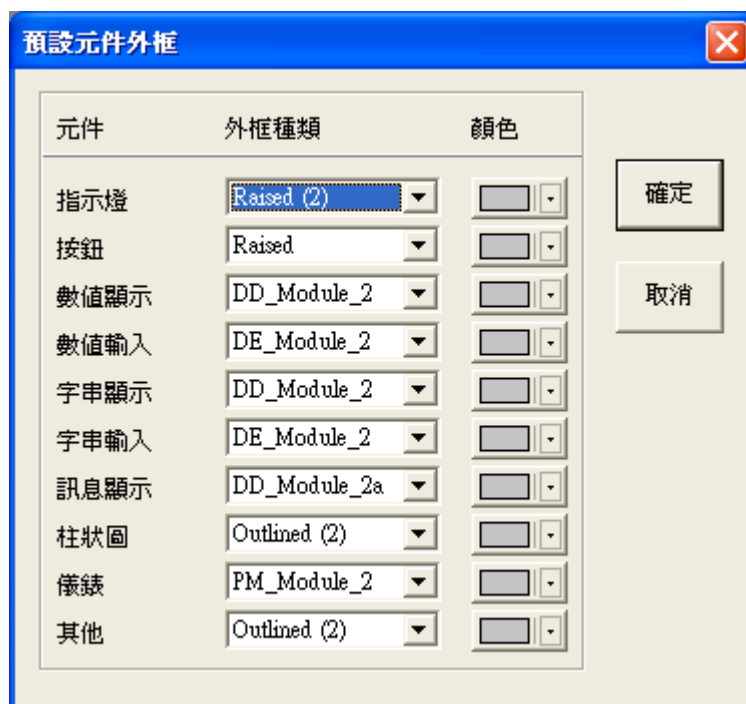 預設元件外框
元件 外框種類 顏色
指示燈 Raised (2)
按鈕 Raised
數值顯示 DD_Module_2
數值輸入 DE_Module_2
字串顯示 DD_Module_2
字串輸入 DE_Module_2
訊息顯示 DD_Module_2a
柱狀圖 Outlined (2)
儀錶 PM_Module_2
其他 Outlined (2)
確定
取消